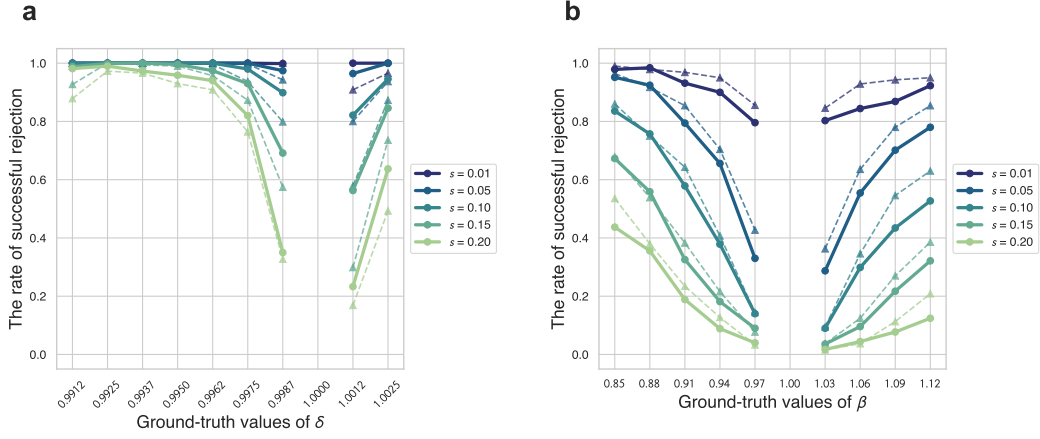 a
The rate of successful rejection
1.0
0.8
0.6
0.4
0.2
0.0
0.9912
0.9925
0.9937
0.9950
0.9962
0.9975
0.9987
1.0000
1.0012
1.0025
Ground-truth values of δ
s = 0.01
s = 0.05
s = 0.10
s = 0.15
s = 0.20
b
The rate of successful rejection
1.0
0.8
0.6
0.4
0.2
0.0
0.85
0.88
0.91
0.94
0.97
1.00
1.03
1.06
1.09
1.12
Ground-truth values of β
s = 0.01
s = 0.05
s = 0.10
s = 0.15
s = 0.20